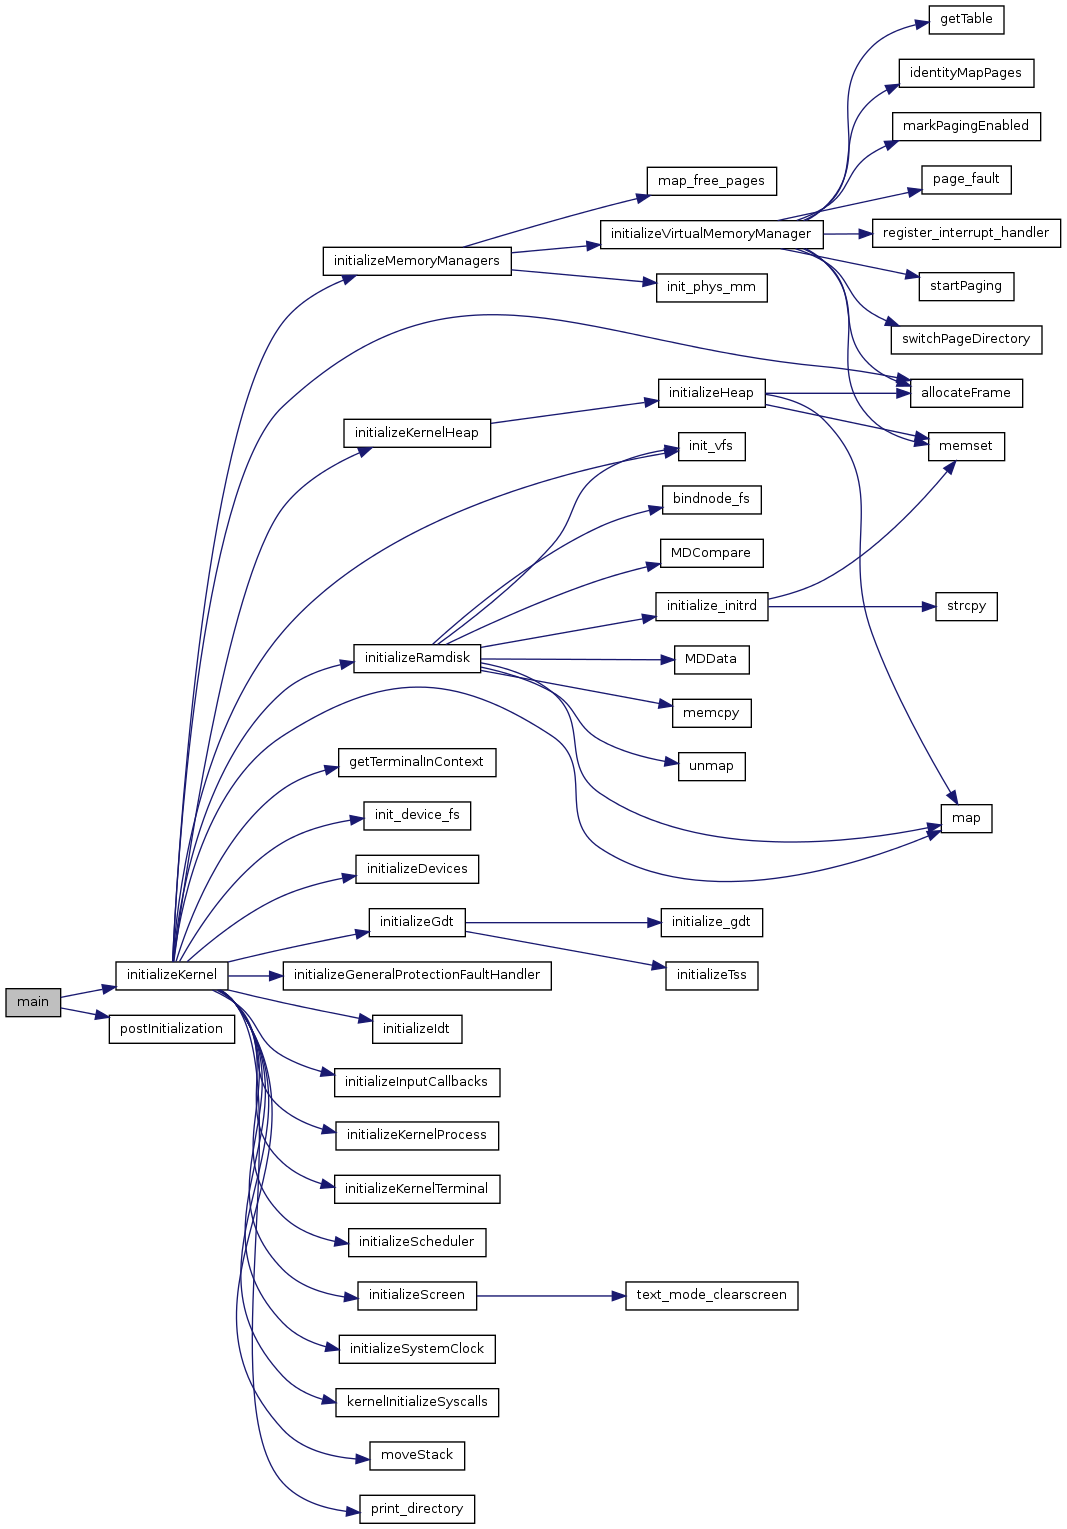 getTable
identityMapPages
markPagingEnabled
map_free_pages
page_fault
initializeVirtualMemoryManager
register_interrupt_handler
initializeMemoryManagers
init_phys_mm
startPaging
switchPageDirectory
initializeHeap
allocateFrame
initializeKernelHeap
init_vfs
memset
bindnode_fs
MDCompare
initialize_initrd
strcpy
initializeRamdisk
MDData
memcpy
getTerminalInContext
unmap
init_device_fs
map
initializeDevices
initializeGdt
initialize_gdt
initializeKernel
initializeGeneralProtectionFaultHandler
initializeTss
main
postInitialization
initializeIdt
initializeInputCallbacks
initializeKernelProcess
initializeKernelTerminal
initializeScheduler
initializeScreen
text_mode_clearscreen
initializeSystemClock
kernelInitializeSyscalls
moveStack
print_directory